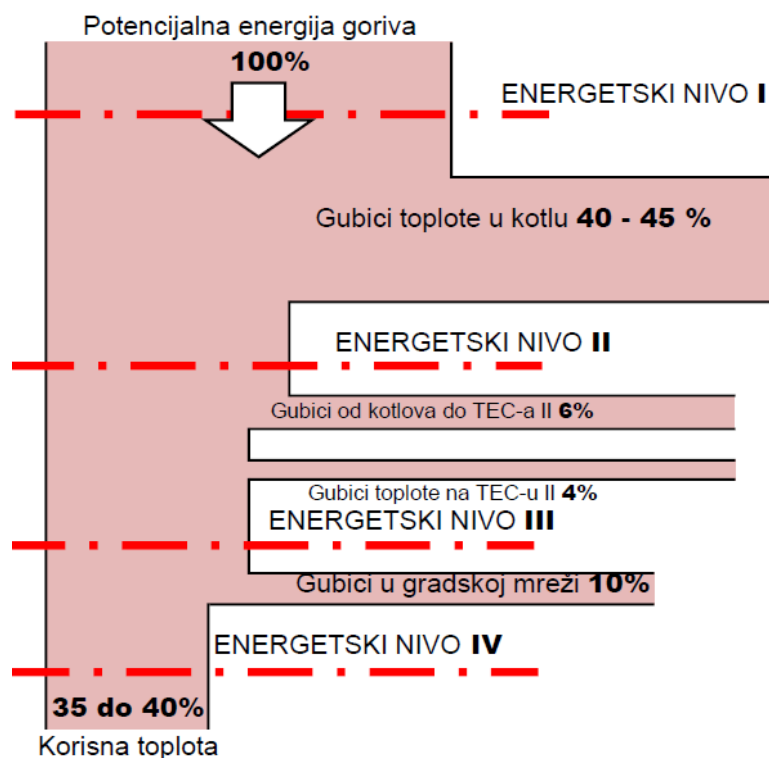 Potencijalna energija goriva
100%
ENERGETSKI NIVO I
Gubici toplote u kotlu 40 - 45 %
ENERGETSKI NIVO II
Gubici od kotlova do TEC-a II 6%
Gubici toplote na TEC-u II 4%
ENERGETSKI NIVO III
Gubici u gradskoj mreži 10%
ENERGETSKI NIVO IV
35 do 40%
Korisna toplota